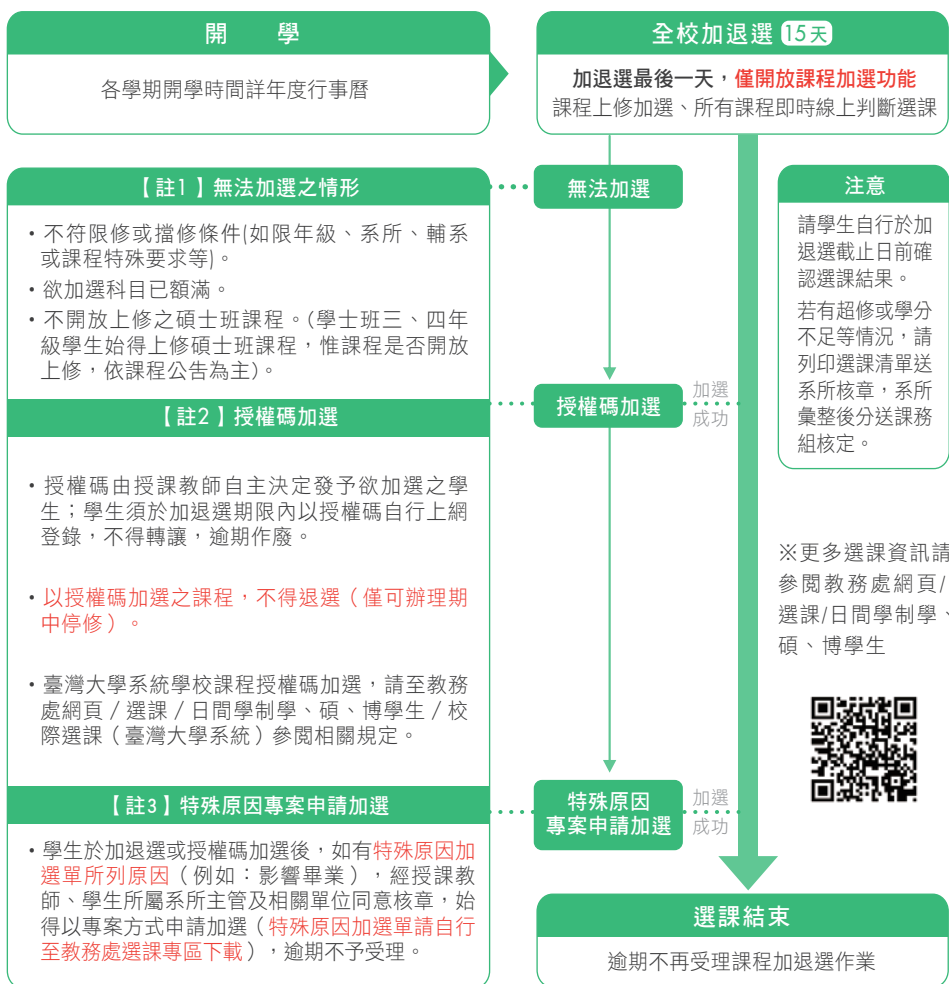 開 學
各學期開學時間詳年度行事曆
全校加退選 15天
加退選最後一天，僅開放課程加選功能
課程上修加選、所有課程即時線上判斷選課
【註1】無法加選之情形
・不符限修或擋修條件(如限年級、系所、輔系
或課程特殊要求等)。
・欲加選科目已額滿。
・不開放上修之碩士班課程。(學士班三、四年
級學生始得上修碩士班課程，惟課程是否開放
上修，依課程公告為主)。
無法加選
【註2】授權碼加選
・授權碼由授課教師自主決定發予欲加選之學
生；學生須於加退選期限內以授權碼自行上網
登錄，不得轉讓，逾期作廢。
・以授權碼加選之課程，不得退選（僅可辦理期
中停修）。
・臺灣大學系統學校課程授權碼加選，請至教務
處網頁／選課／日間學制學、碩、博學生／校
際選課（臺灣大學系統）參閱相關規定。
授權碼加選
加選
成功
【註3】特殊原因專案申請加選
・學生於加退選或授權碼加選後，如有特殊原因加
選單所列原因（例如：影響畢業），經授課教
師、學生所屬系所主管及相關單位同意核章，始
得以專案方式申請加選（特殊原因加選單請自行
至教務處選課專區下載），逾期不予受理。
特殊原因
專案申請加選
加選
成功
注意
請學生自行於加
退選截止日前確
認選課結果。
若有超修或學分
不足等情況，請
列印選課清單送
系所核章，系所
彙整後分送課務
組核定。
※更多選課資訊請
參閱教務處網頁/
選課/日間學制學、
碩、博學生
選課結束
逾期不再受理課程加退選作業